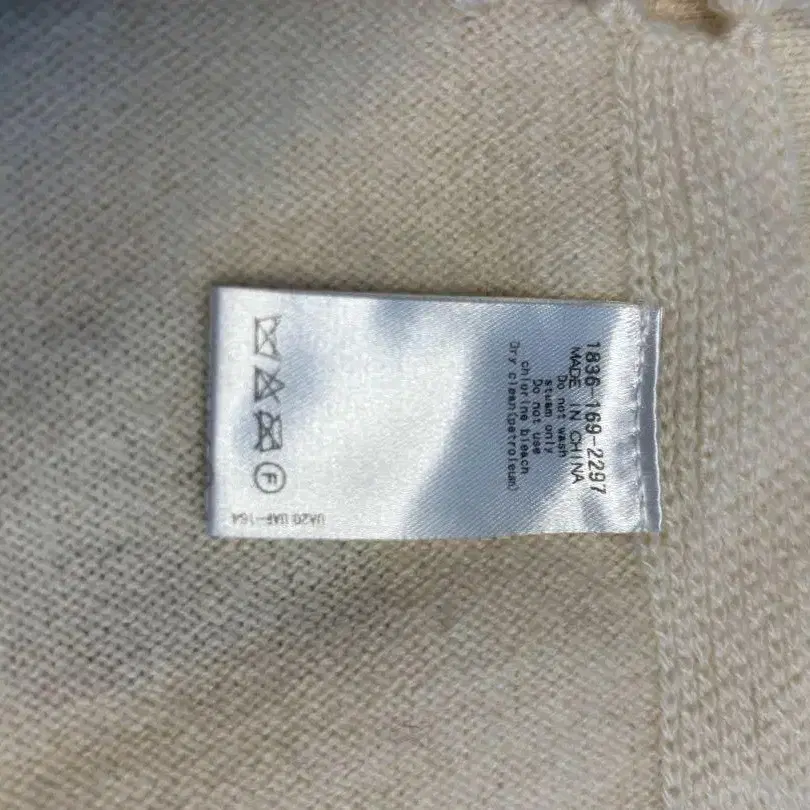 1836-169-2297
MADE IN CHINA
Do not wash
steam only
Do not use
chlorine bleach
Dry clean(petroleum)
F
UA20 UAF-164